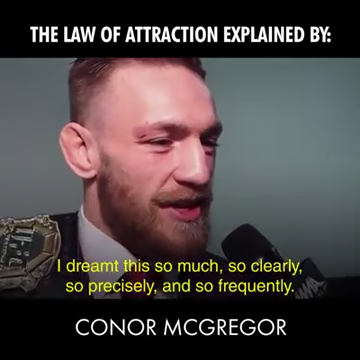 THE LAW OF ATTRACTION EXPLAINED BY:
I dreamt this so much, so clearly,
so precisely, and so frequently.
CONOR MCGREGOR